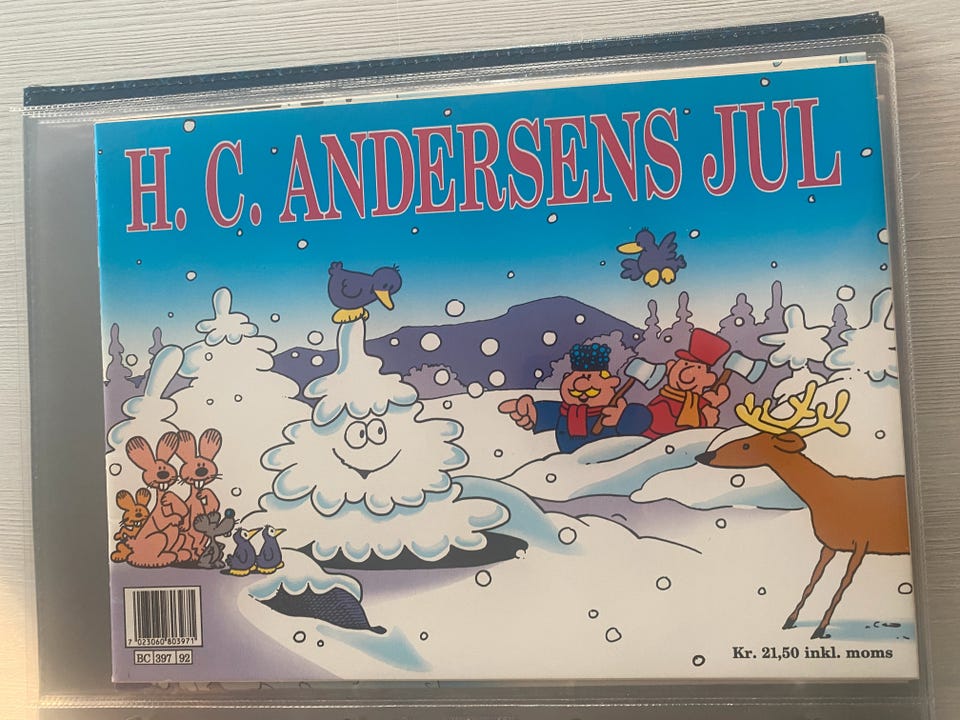 H. C. ANDERSENS JUL
7 023060 803971
BC 397 92
Kr. 21,50 inkl. moms